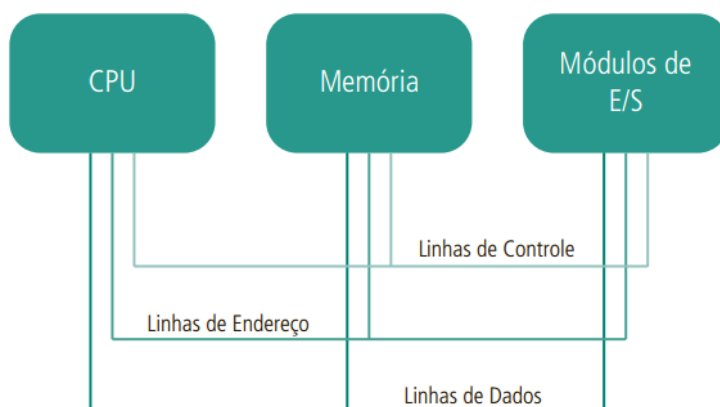 CPU
Memória
Módulos de
E/S
Linhas de Controle
Linhas de Endereço
Linhas de Dados